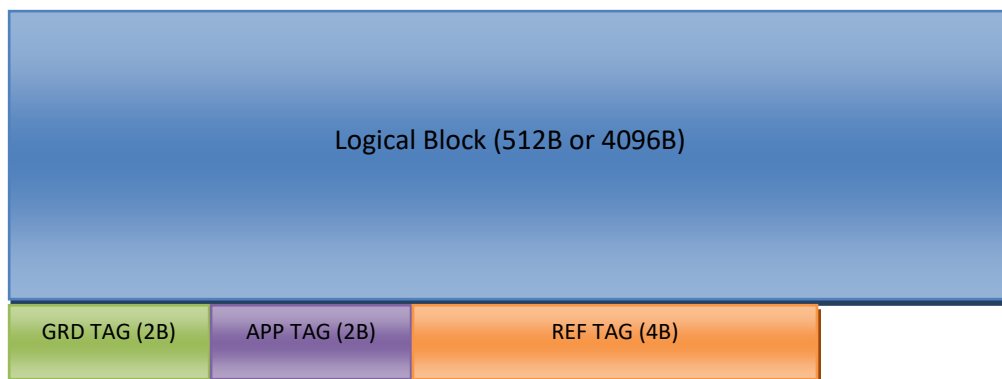 Logical Block (512B or 4096B)
GRD TAG (2B) APP TAG (2B) REF TAG (4B)